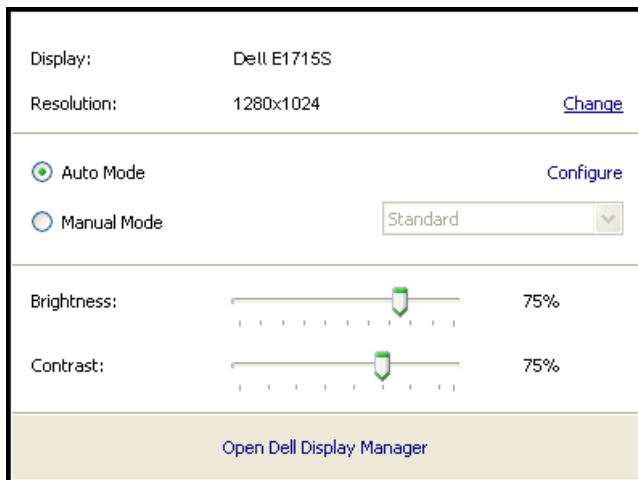 Display: Dell E1715S
Resolution: 1280x1024 Change
Auto Mode Configure
Manual Mode Standard
Brightness: 75%
Contrast: 75%
Open Dell Display Manager